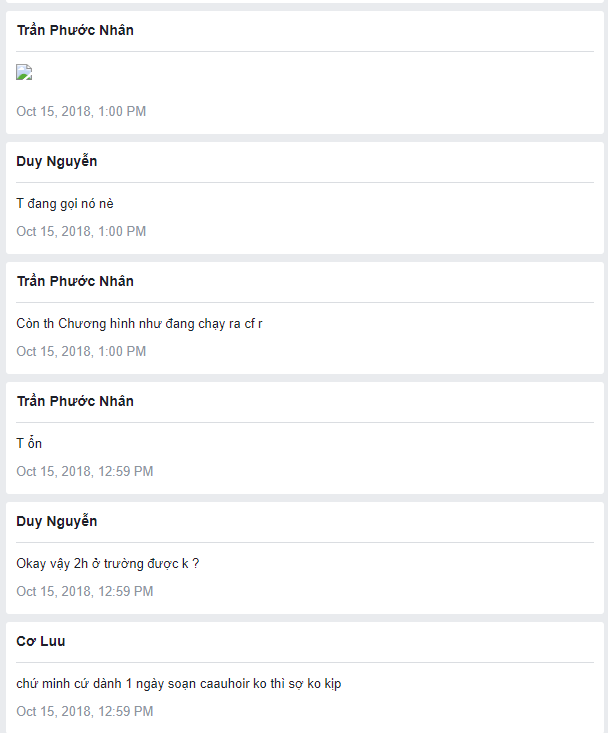 Trần Phước Nhân
Oct 15, 2018, 1:00 PM
Duy Nguyễn
T đang gọi nó nè
Oct 15, 2018, 1:00 PM
Trần Phước Nhân
Còn th Chương hình như đang chạy ra cf r
Oct 15, 2018, 1:00 PM
Trần Phước Nhân
T ổn
Oct 15, 2018, 12:59 PM
Duy Nguyễn
Okay vậy 2h ở trường được k ?
Oct 15, 2018, 12:59 PM
Cơ Luu
chứ minh cứ dành 1 ngày soạn caauhoir ko thì sợ ko kịp
Oct 15, 2018, 12:59 PM